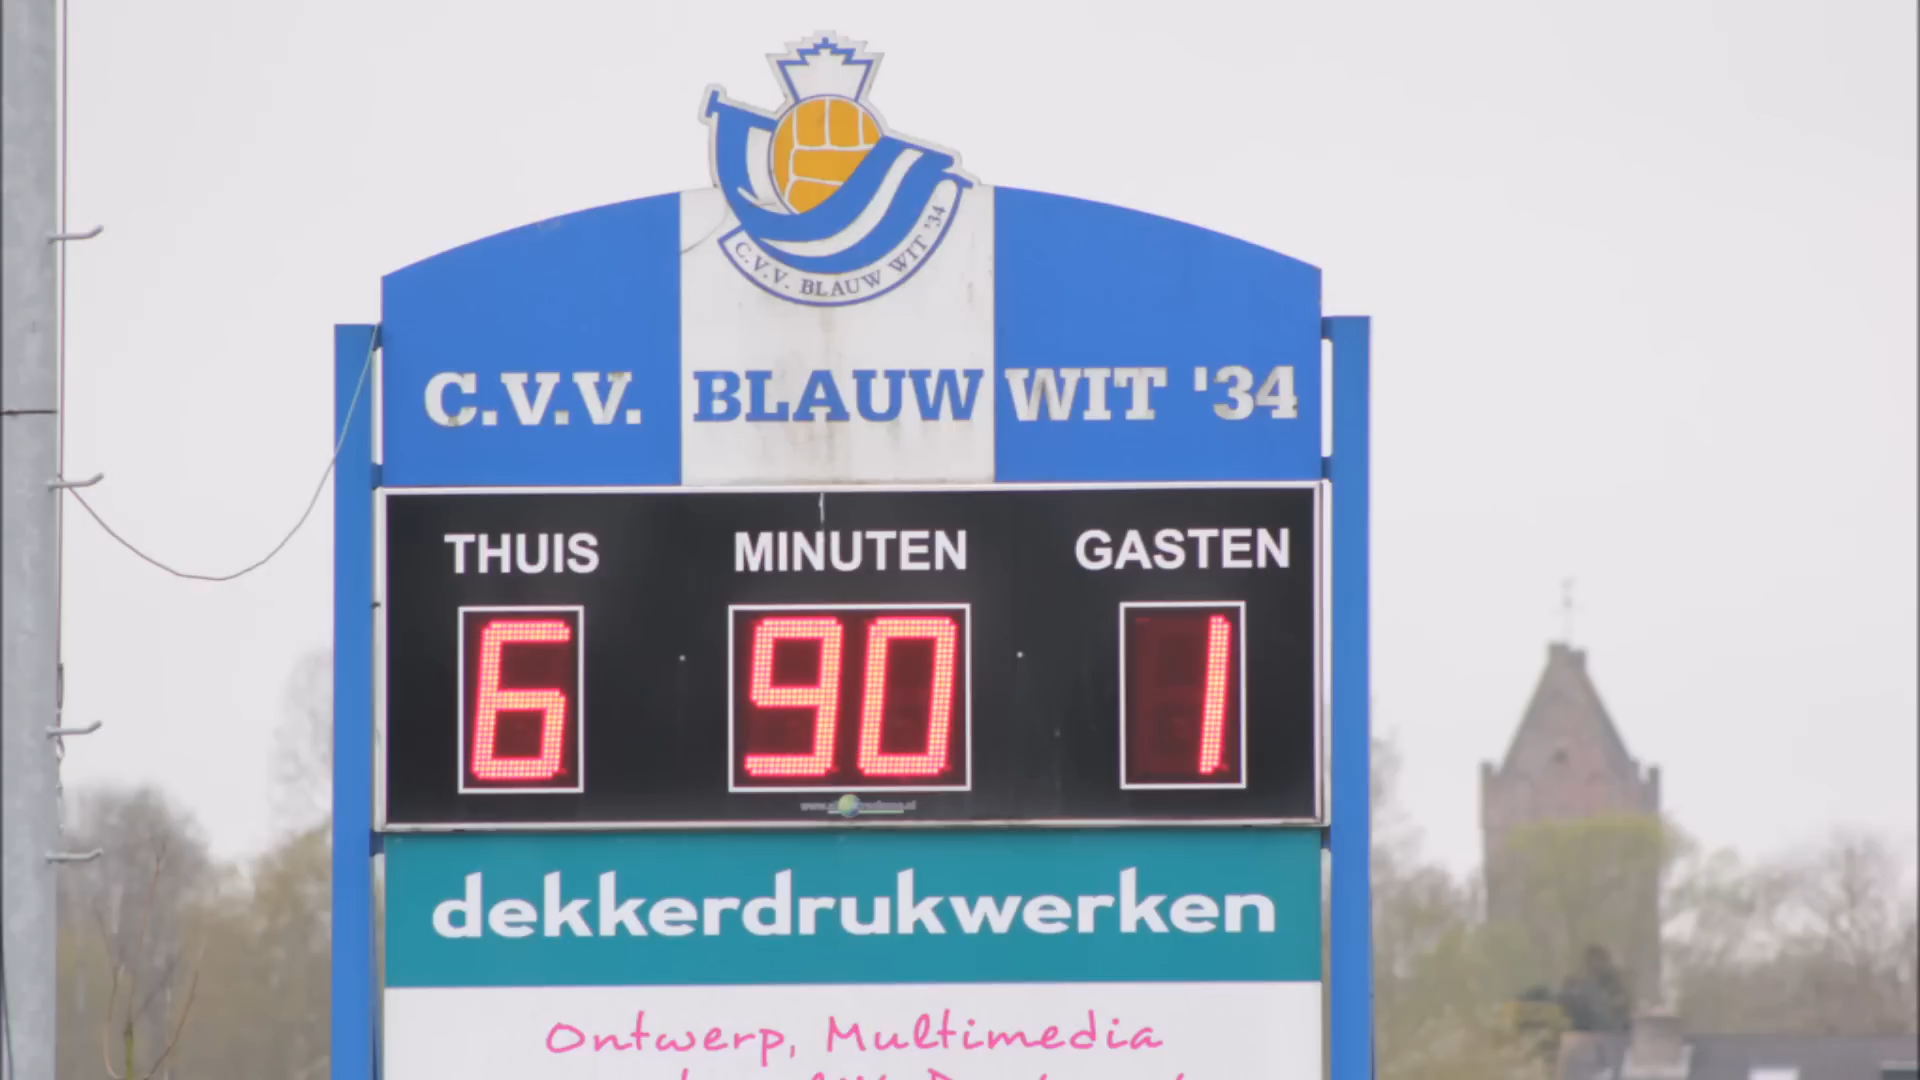 C.V.V. BLAUW WIT '34
C.V.V. BLAUW WIT '34
THUIS MINUTEN GASTEN
6 90 1
dekkerdrukwerken
Ontwerp, Multimedia